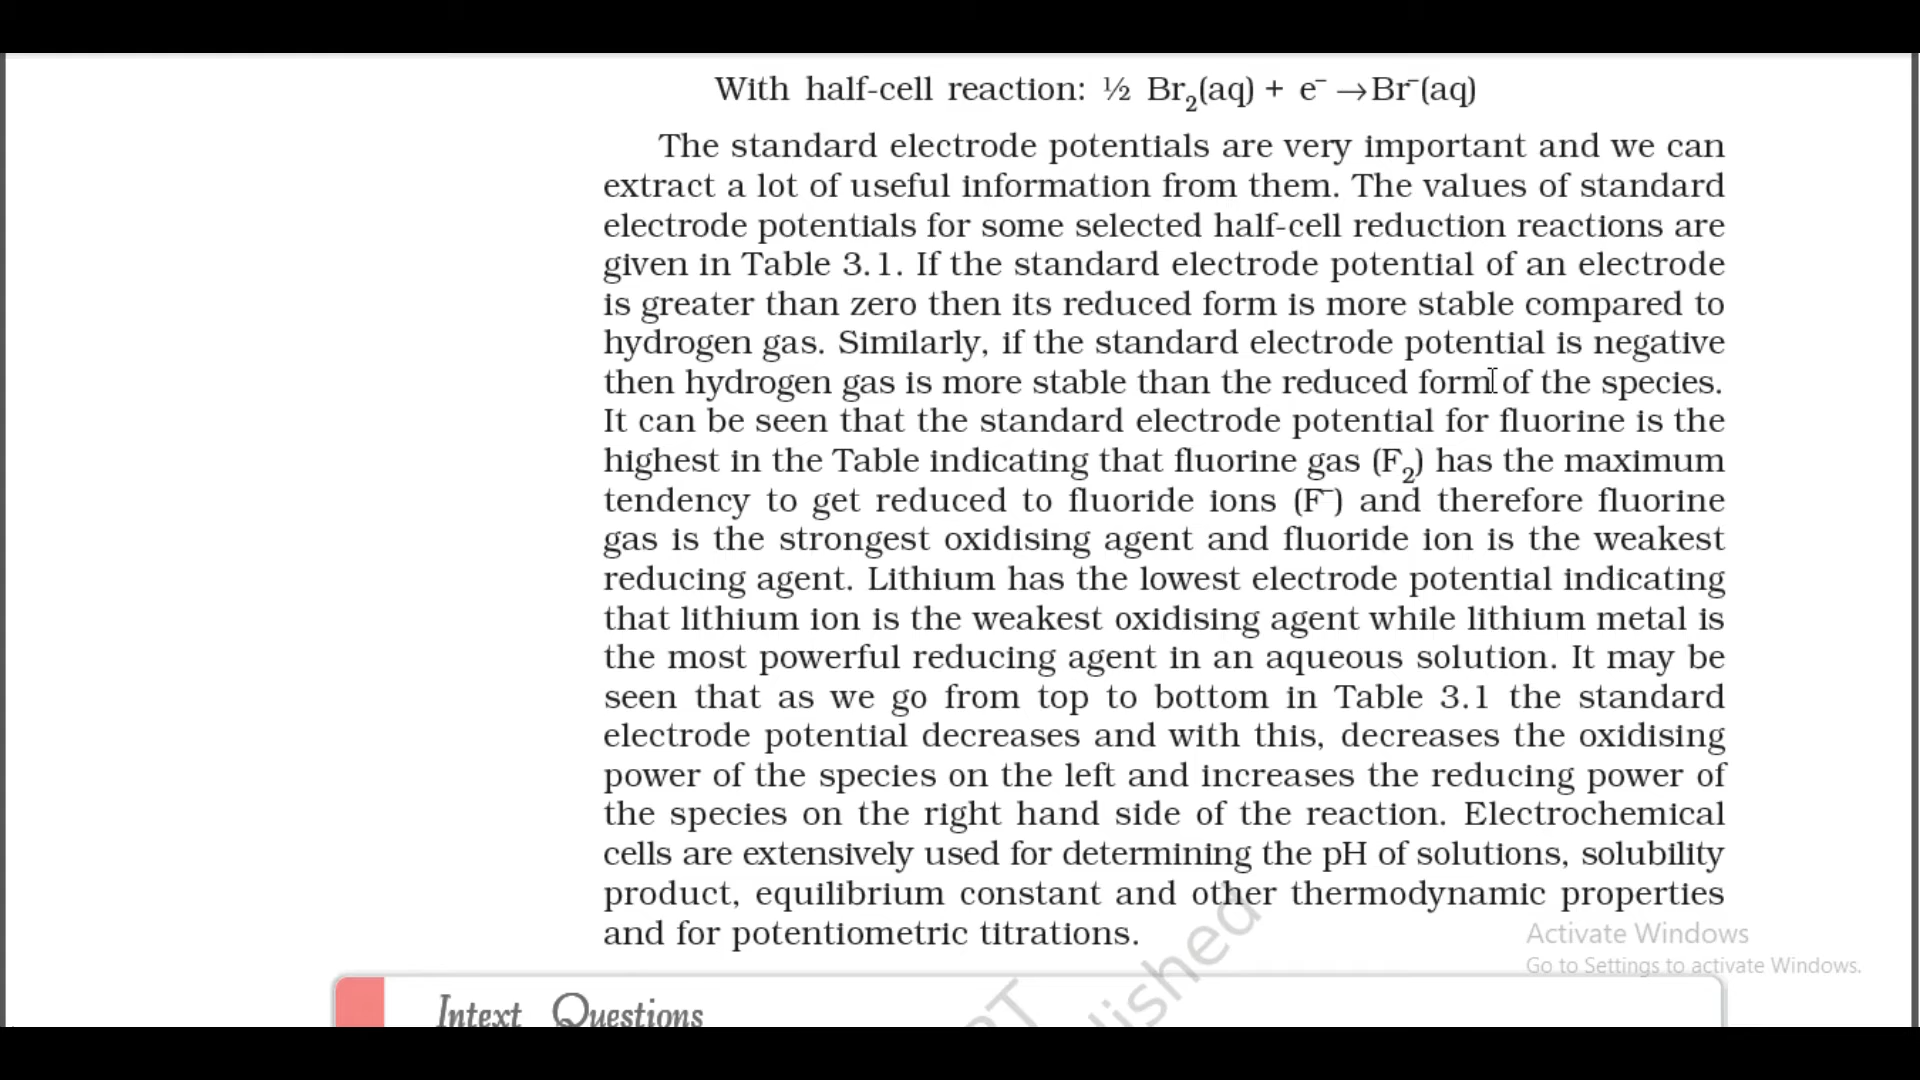 With half-cell reaction: ½ Br₂(aq) + e⁻ →Br⁻(aq)
The standard electrode potentials are very important and we can
extract a lot of useful information from them. The values of standard
electrode potentials for some selected half-cell reduction reactions are
given in Table 3.1. If the standard electrode potential of an electrode
is greater than zero then its reduced form is more stable compared to
hydrogen gas. Similarly, if the standard electrode potential is negative
then hydrogen gas is more stable than the reduced form of the species.
It can be seen that the standard electrode potential for fluorine is the
highest in the Table indicating that fluorine gas (F₂) has the maximum
tendency to get reduced to fluoride ions (F⁻) and therefore fluorine
gas is the strongest oxidising agent and fluoride ion is the weakest
reducing agent. Lithium has the lowest electrode potential indicating
that lithium ion is the weakest oxidising agent while lithium metal is
the most powerful reducing agent in an aqueous solution. It may be
seen that as we go from top to bottom in Table 3.1 the standard
electrode potential decreases and with this, decreases the oxidising
power of the species on the left and increases the reducing power of
the species on the right hand side of the reaction. Electrochemical
cells are extensively used for determining the pH of solutions, solubility
product, equilibrium constant and other thermodynamic properties
and for potentiometric titrations.
Activate Windows
Go to Settings to activate Windows.
Intext Questions